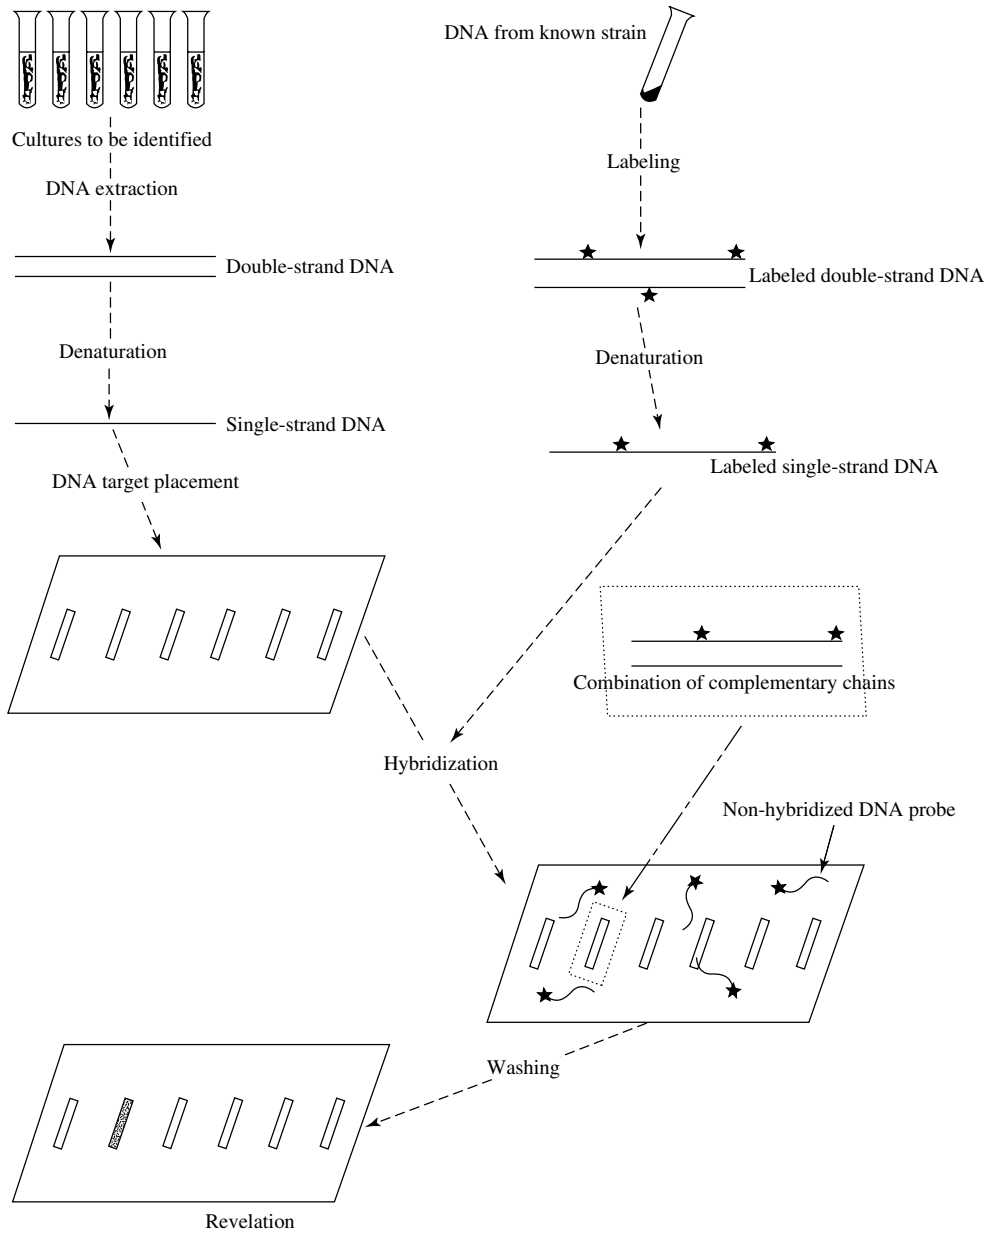 DNA from known strain
Cultures to be identified
Labeling
DNA extraction
Double-strand DNA
Labeled double-strand DNA
Denaturation
Denaturation
Single-strand DNA
Labeled single-strand DNA
DNA target placement
Combination of complementary chains
Hybridization
Non-hybridized DNA probe
Washing
Revelation